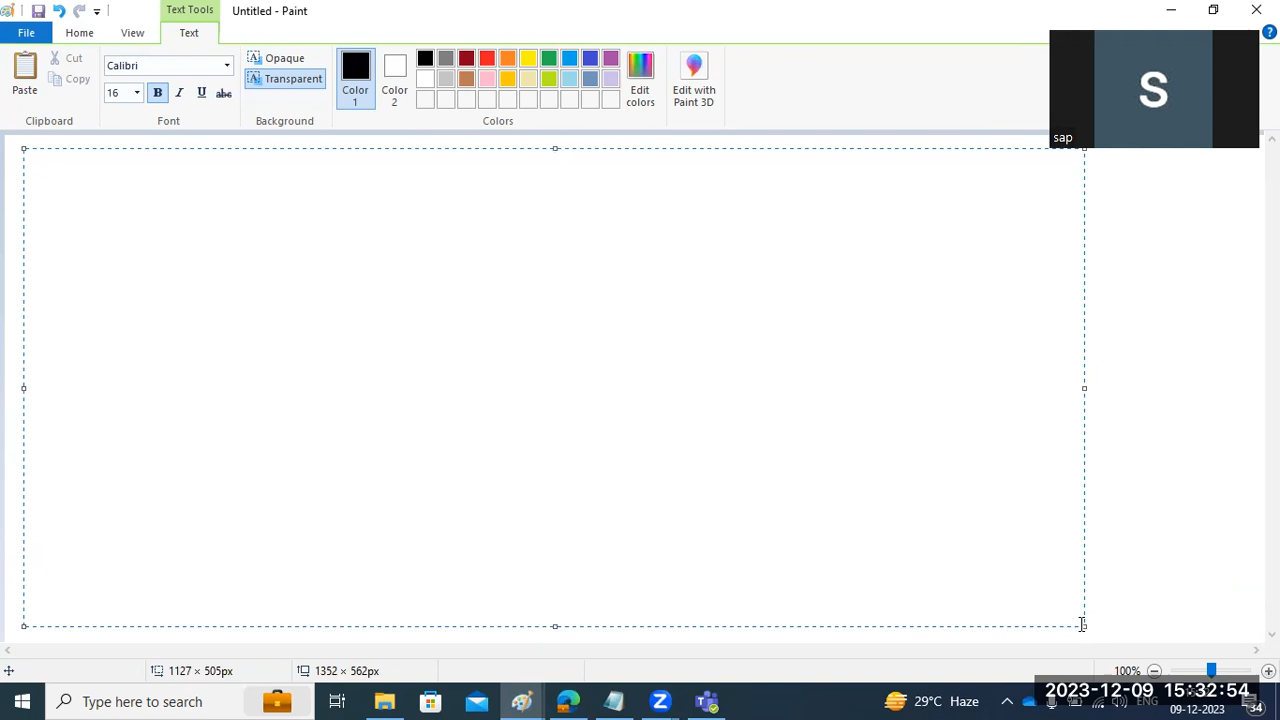 Text Tools
Untitled - Paint
File
Home
View
Text
Paste
Cut
Copy
Clipboard
Calibri
16
B
I
U
abc
Font
A Opaque
A Transparent
Background
Color 1
Color 2
Edit colors
Colors
Edit with Paint 3D
S
sap
1127 × 505px
1352 × 562px
100%
2023-12-09 15:32:54
Type here to search
29°C Haze
ENG
09-12-2023
34